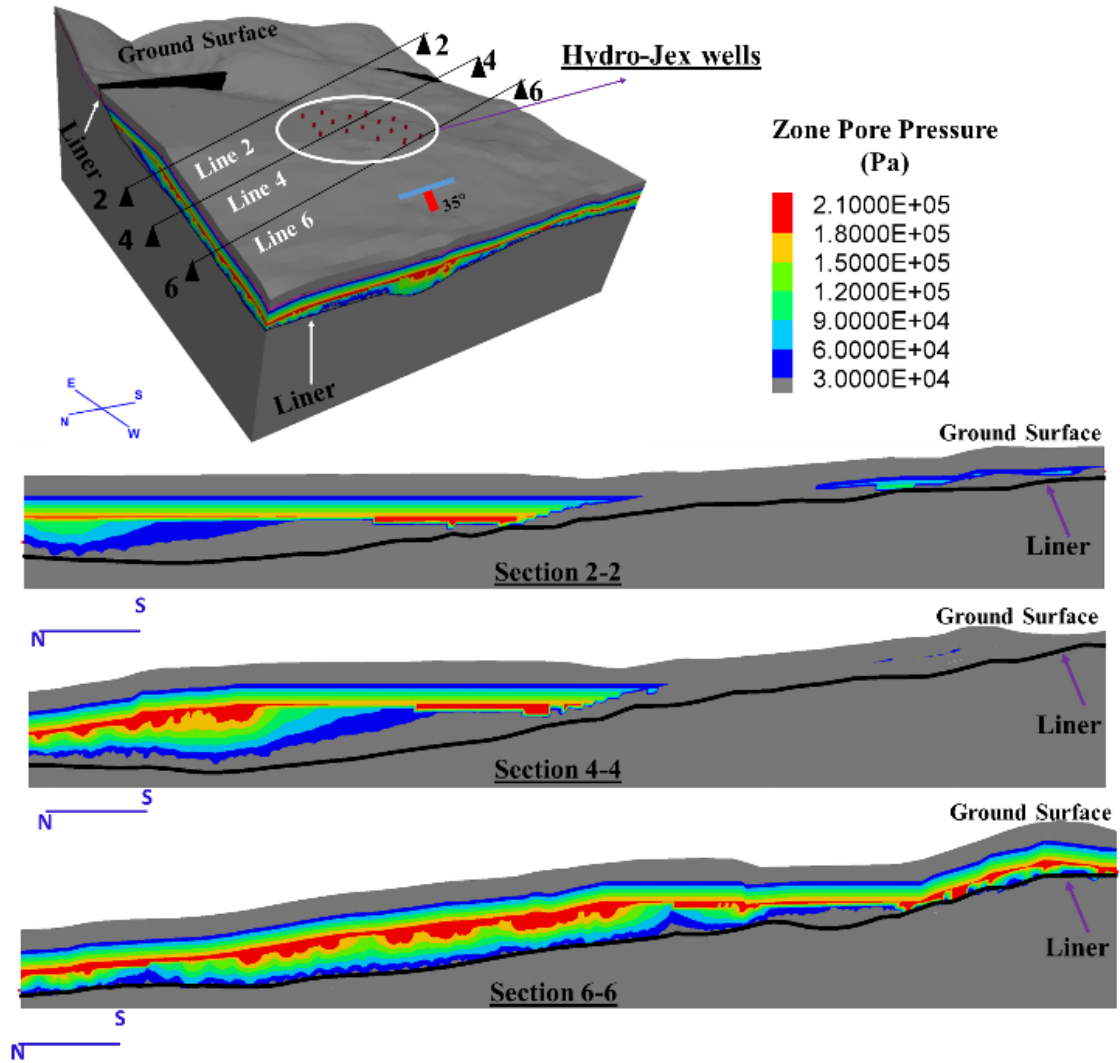 Ground Surface
2
4
6
Hydro-Jex wells
Liner
Line 2
Line 4
Line 6
35°
2
4
6
Liner
E
S
N
W
Zone Pore Pressure
(Pa)
2.1000E+05
1.8000E+05
1.5000E+05
1.2000E+05
9.0000E+04
6.0000E+04
3.0000E+04
Ground Surface
Liner
Section 2-2
S
N
Ground Surface
Liner
Section 4-4
S
N
Ground Surface
Liner
Section 6-6
S
N